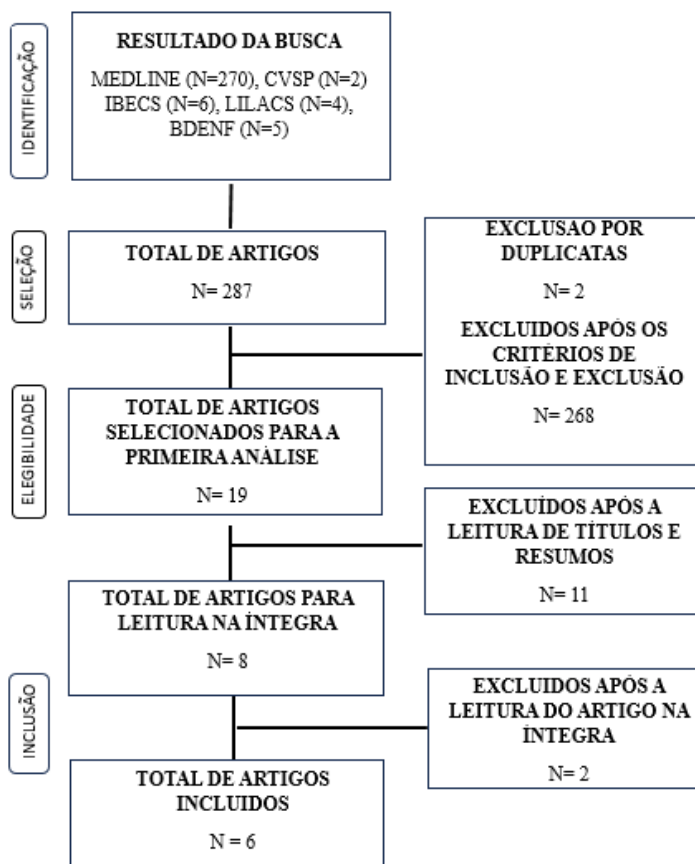 IDENTIFICAÇÃO
RESULTADO DA BUSCA
MEDLINE (N=270), CVSP (N=2)
IBECS (N=6), LILACS (N=4),
BDENF (N=5)
SELEÇÃO
TOTAL DE ARTIGOS
N= 287
EXCLUSAO POR
DUPLICATAS
N= 2
EXCLUIDOS APÓS OS
CRITÉRIOS DE
INCLUSÃO E EXCLUSÃO
N= 268
ELEGIBILIDADE
TOTAL DE ARTIGOS
SELECIONADOS PARA A
PRIMEIRA ANÁLISE
N= 19
EXCLUÍDOS APÓS A
LEITURA DE TÍTULOS E
RESUMOS
N= 11
TOTAL DE ARTIGOS PARA
LEITURA NA ÍNTEGRA
N= 8
INCLUSÃO
EXCLUIDOS APÓS A
LEITURA DO ARTIGO NA
ÍNTEGRA
N= 2
TOTAL DE ARTIGOS
INCLUIDOS
N = 6